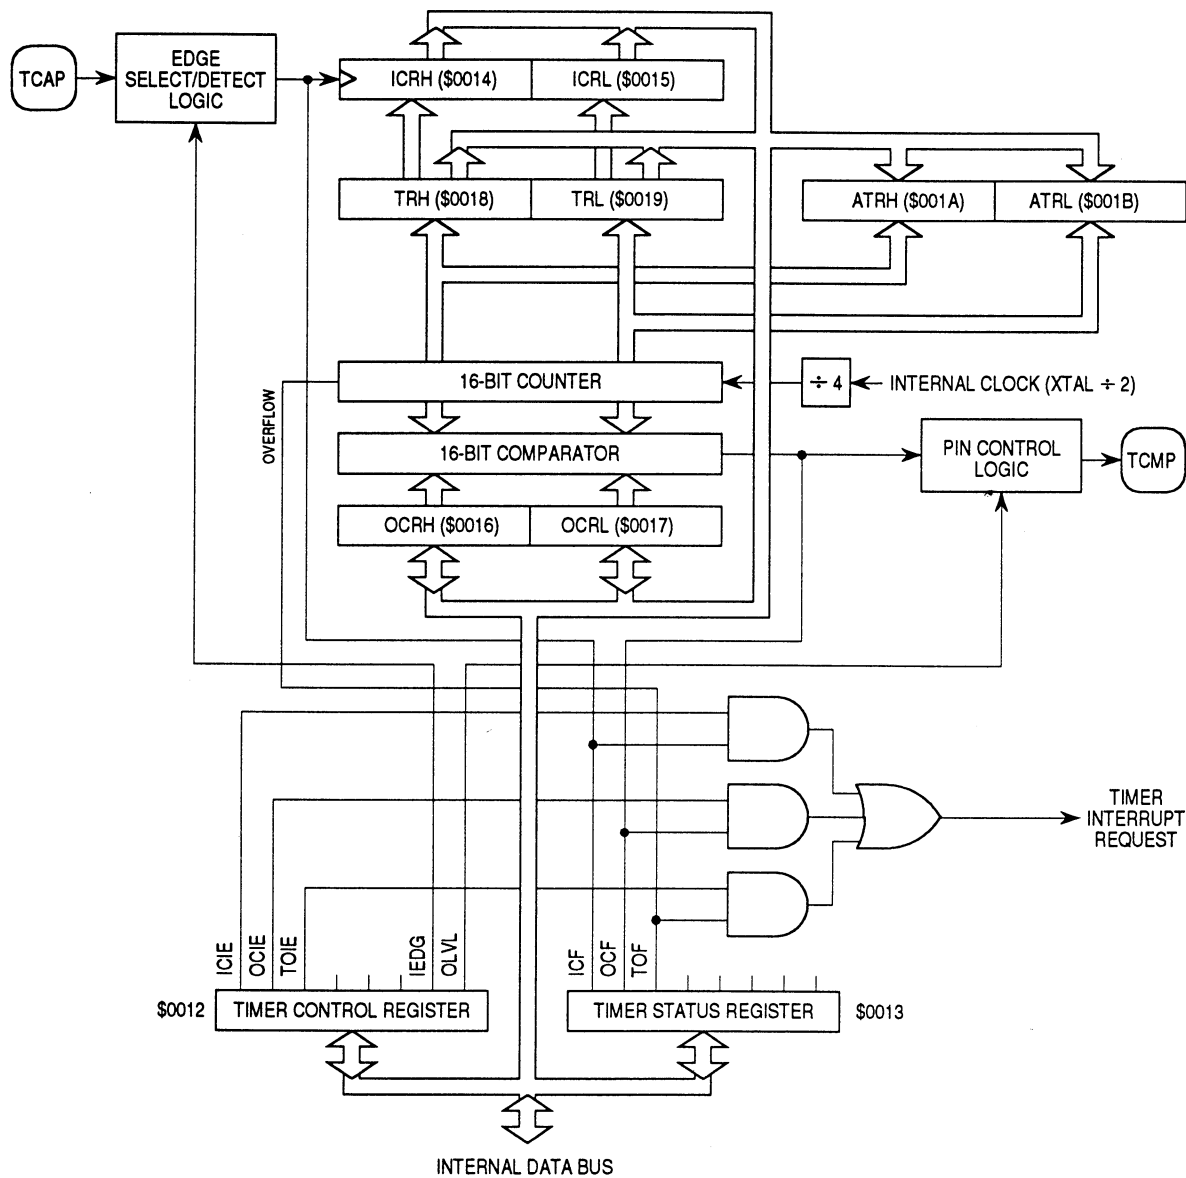 EDGE
SELECT/DETECT
LOGIC
TCAP
ICRH ($0014)
ICRL ($0015)
TRH ($0018)
TRL ($0019)
ATRH ($001A)
ATRL ($001B)
16-BIT COUNTER
÷ 4
INTERNAL CLOCK (XTAL ÷ 2)
OVERFLOW
16-BIT COMPARATOR
PIN CONTROL
LOGIC
TCMP
OCRH ($0016)
OCRL ($0017)
TIMER
INTERRUPT
REQUEST
ICIE
OCIE
TOIE
IEDG
OLVL
ICF
OCF
TOF
$0012
TIMER CONTROL REGISTER
TIMER STATUS REGISTER
$0013
INTERNAL DATA BUS